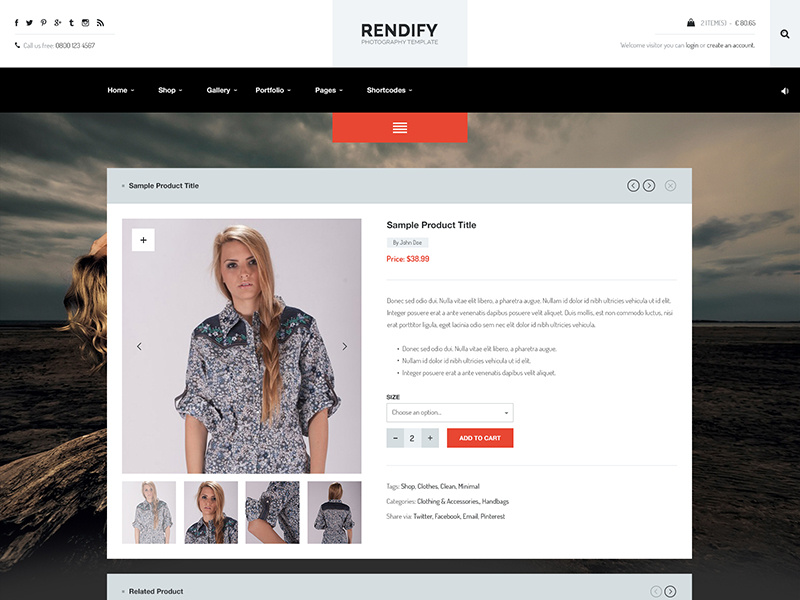 RENDIFY
PHOTOGRAPHY TEMPLATE
2 ITEM(S) - € 80.65
Call us free: 0800 123 4567
Welcome visitor you can login or create an account.
Home
Shop
Gallery
Portfolio
Pages
Shortcodes
Sample Product Title
Sample Product Title
By John Doe
Price: $38.99
Donec sed odio dui. Nulla vitae elit libero, a pharetra augue. Nullam id dolor id nibh ultricies vehicula ut id elit.
Integer posuere erat a ante venenatis dapibus posuere velit aliquet. Duis mollis, est non commodo luctus, nisi
erat porttitor ligula, eget lacinia odio sem nec elit dolor id nibh ultricies vehicula.
• Donec sed odio dui. Nulla vitae elit libero, a pharetra augue.
• Nullam id dolor id nibh ultricies vehicula ut id elit.
• Integer posuere erat a ante venenatis dapibus velit aliquet.
SIZE
Choose an option...
- 2 +
ADD TO CART
Tags: Shop, Clothes, Clean, Minimal
Categories: Clothing & Accessories,, Handbags
Share via: Twitter, Facebook, Email, Pinterest
Related Product